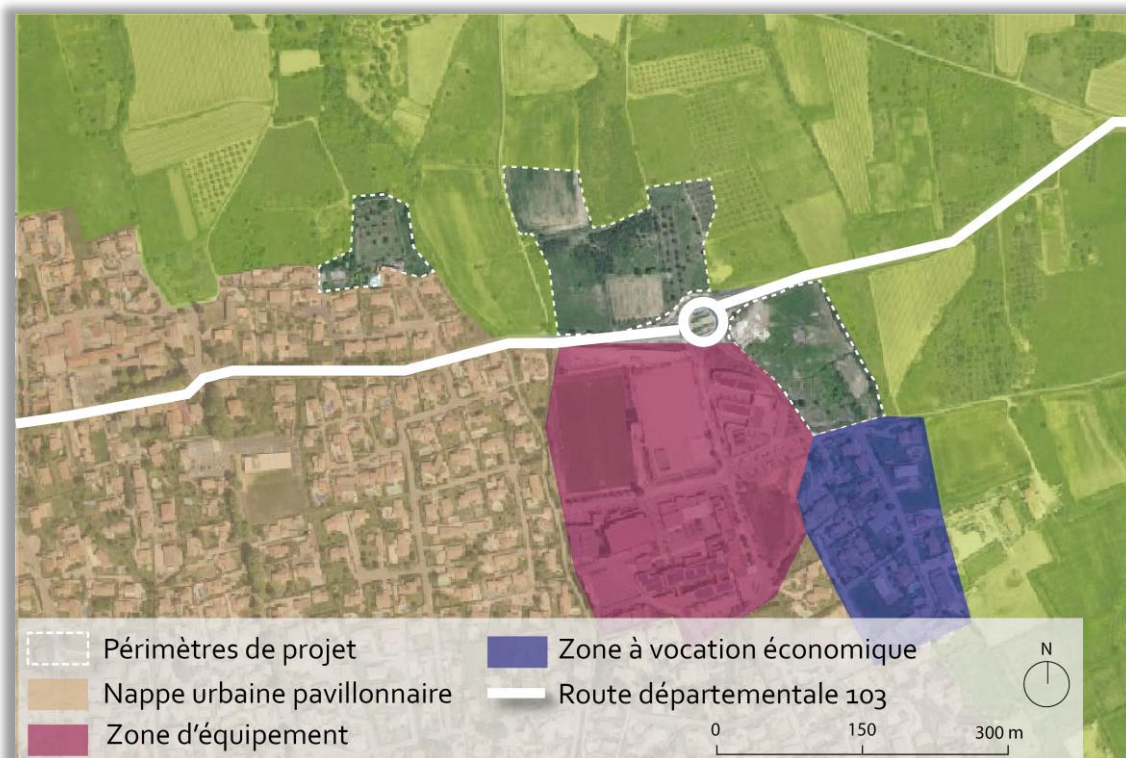 Périmètres de projet
Nappe urbaine pavillonnaire
Zone d'équipement
Zone à vocation économique
Route départementale 103
N
0 150 300 m